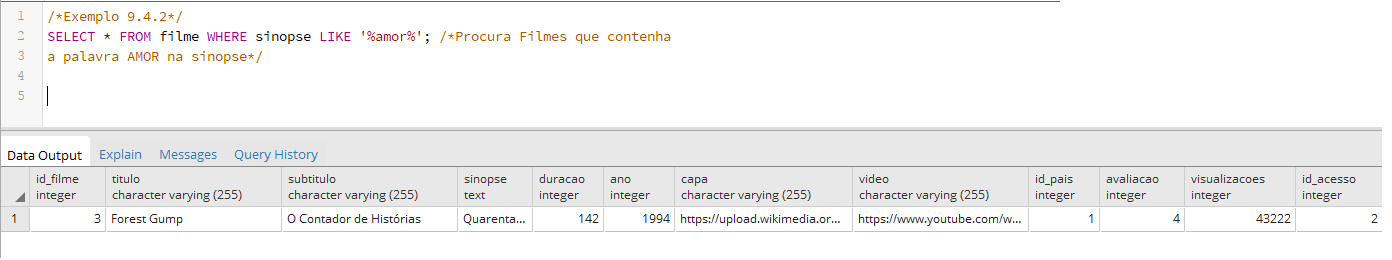 1 /*Exemplo 9.4.2*/
2 SELECT * FROM filme WHERE sinopse LIKE '%amor%'; /*Procura Filmes que contenha
3 a palavra AMOR na sinopse*/
4
5
Data Output Explain Messages Query History
id_filme titulo subtitulo sinopse duracao ano capa video id_pais avaliacao visualizacoes id_acesso
integer character varying (255) character varying (255) text integer integer character varying (255) character varying (255) integer integer integer integer
1 3 Forest Gump O Contador de Histórias Quarenta... 142 1994 https://upload.wikimedia.or... https://www.youtube.com/w... 1 4 43222 2